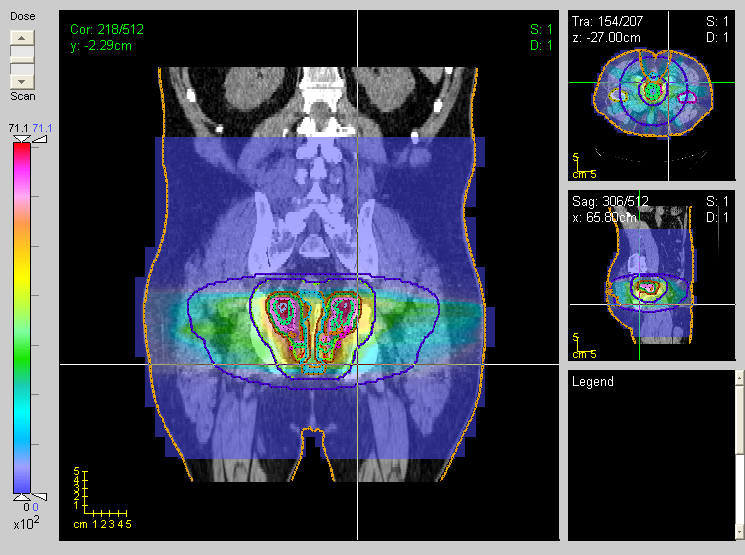 Dose
Scan
71.1 71.1
0 0
x10²
Cor: 218/512
y: -2.29cm
S: 1
D: 1
5
4
3
2
1
cm 1 2 3 4 5
Tra: 154/207
z: -27.00cm
S: 1
D: 1
5
cm 5
Sag: 306/512
x: 65.80cm
S: 1
D: 1
5
cm 5
Legend